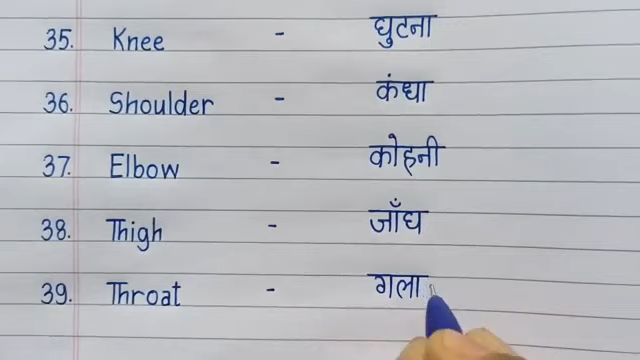 35. Knee - घुटना
36. Shoulder - कंधा
37. Elbow - कोहनी
38. Thigh - जाँघ
39. Throat - गला